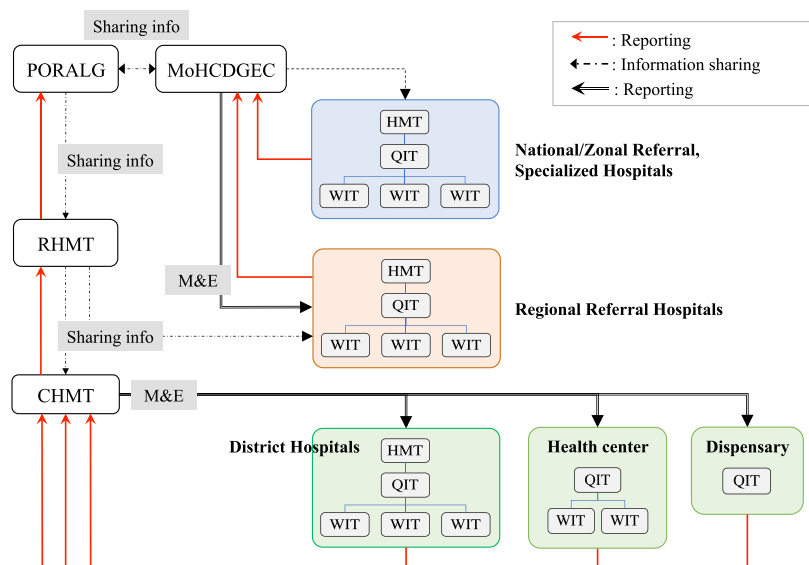 Sharing info
PORALG
MoHCDGEC
: Reporting
: Information sharing
: Reporting
HMT
QIT
WIT
WIT
WIT
National/Zonal Referral,
Specialized Hospitals
Sharing info
RHMT
M&E
HMT
QIT
WIT
WIT
WIT
Regional Referral Hospitals
Sharing info
CHMT
M&E
District Hospitals
HMT
QIT
WIT
WIT
WIT
Health center
QIT
WIT
WIT
Dispensary
QIT